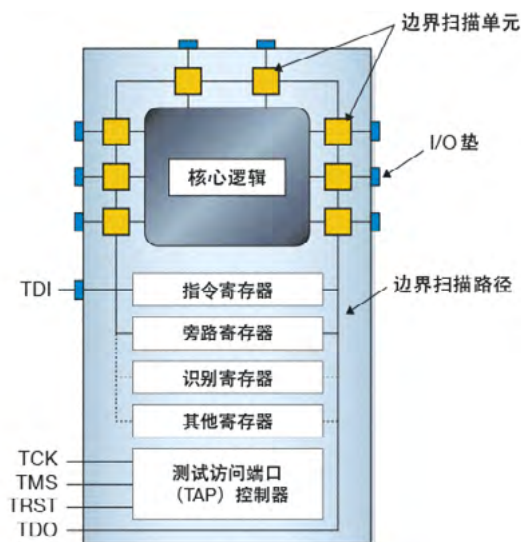 边界扫描单元
I/O 垫
核心逻辑
边界扫描路径
TDI
指令寄存器
旁路寄存器
识别寄存器
其他寄存器
TCK
TMS
TRST
TDO
测试访问端口
（TAP）控制器